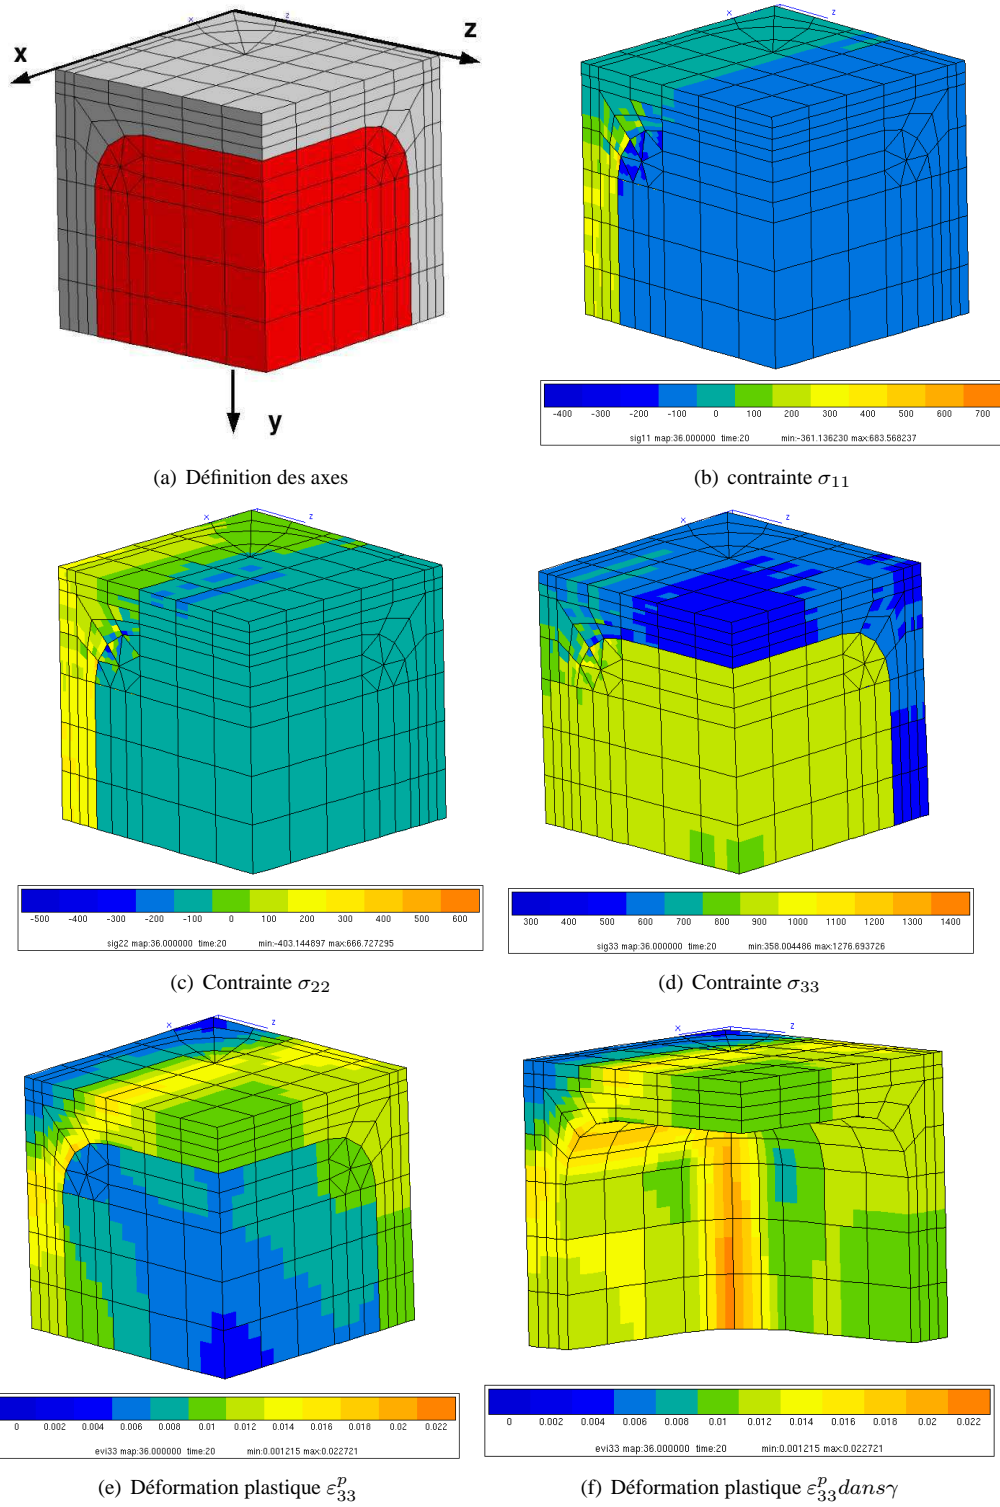 x z
x
z
y
(a) Définition des axes
x z
-400 -300 -200 -100 0 100 200 300 400 500 600 700
sig11 map:36.000000 time:20 min:-361.136230 max:683.568237
(b) contrainte σ11
x z
-500 -400 -300 -200 -100 0 100 200 300 400 500 600
sig22 map:36.000000 time:20 min:-403.144897 max:666.727295
(c) Contrainte σ22
x z
300 400 500 600 700 800 900 1000 1100 1200 1300 1400
sig33 map:36.000000 time:20 min:358.004486 max:1276.693726
(d) Contrainte σ33
x z
0 0.002 0.004 0.006 0.008 0.01 0.012 0.014 0.016 0.018 0.02 0.022
evi33 map:36.000000 time:20 min:0.001215 max:0.022721
(e) Déformation plastique ε^p_33
x z
0 0.002 0.004 0.006 0.008 0.01 0.012 0.014 0.016 0.018 0.02 0.022
evi33 map:36.000000 time:20 min:0.001215 max:0.022721
(f) Déformation plastique ε^p_33 dansγ